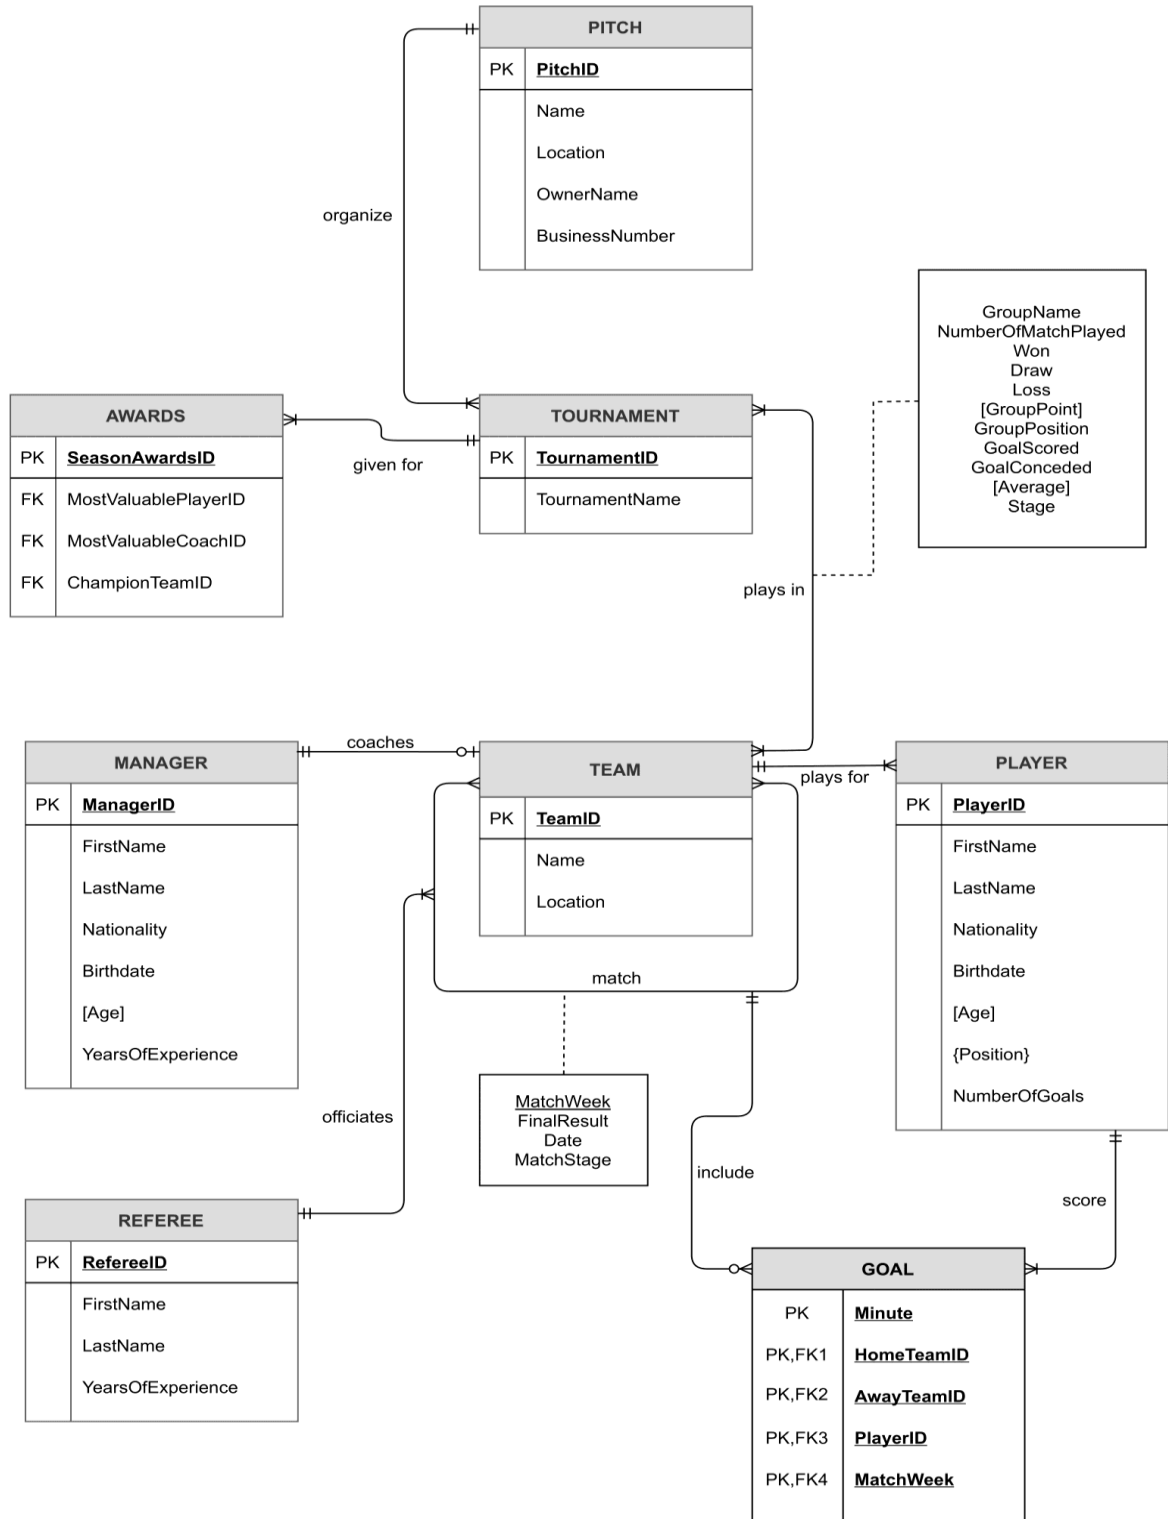 PITCH
PK PitchID
Name
Location
OwnerName
BusinessNumber
organize
GroupName
NumberOfMatchPlayed
Won
Draw
Loss
[GroupPoint]
GroupPosition
GoalScored
GoalConceded
[Average]
Stage
AWARDS
PK SeasonAwardsID
FK MostValuablePlayerID
FK MostValuableCoachID
FK ChampionTeamID
given for
TOURNAMENT
PK TournamentID
TournamentName
plays in
MANAGER
PK ManagerID
FirstName
LastName
Nationality
Birthdate
[Age]
YearsOfExperience
coaches
TEAM
PK TeamID
Name
Location
plays for
PLAYER
PK PlayerID
FirstName
LastName
Nationality
Birthdate
[Age]
{Position}
NumberOfGoals
match
MatchWeek
FinalResult
Date
MatchStage
officiates
include
score
REFEREE
PK RefereeID
FirstName
LastName
YearsOfExperience
GOAL
PK Minute
PK,FK1 HomeTeamID
PK,FK2 AwayTeamID
PK,FK3 PlayerID
PK,FK4 MatchWeek